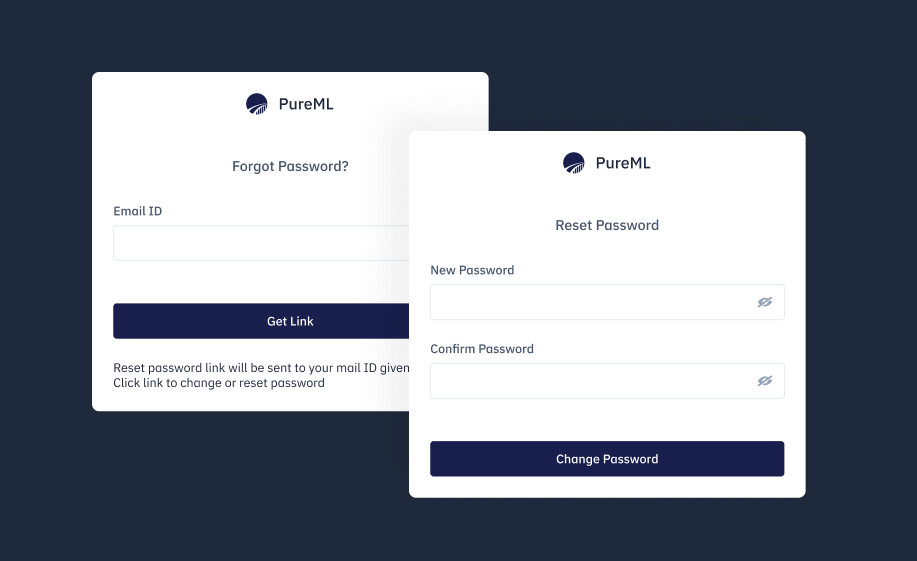 PureML
Forgot Password?
Email ID
Get Link
Reset password link will be sent to your mail ID given
Click link to change or reset password
PureML
Reset Password
New Password
Confirm Password
Change Password